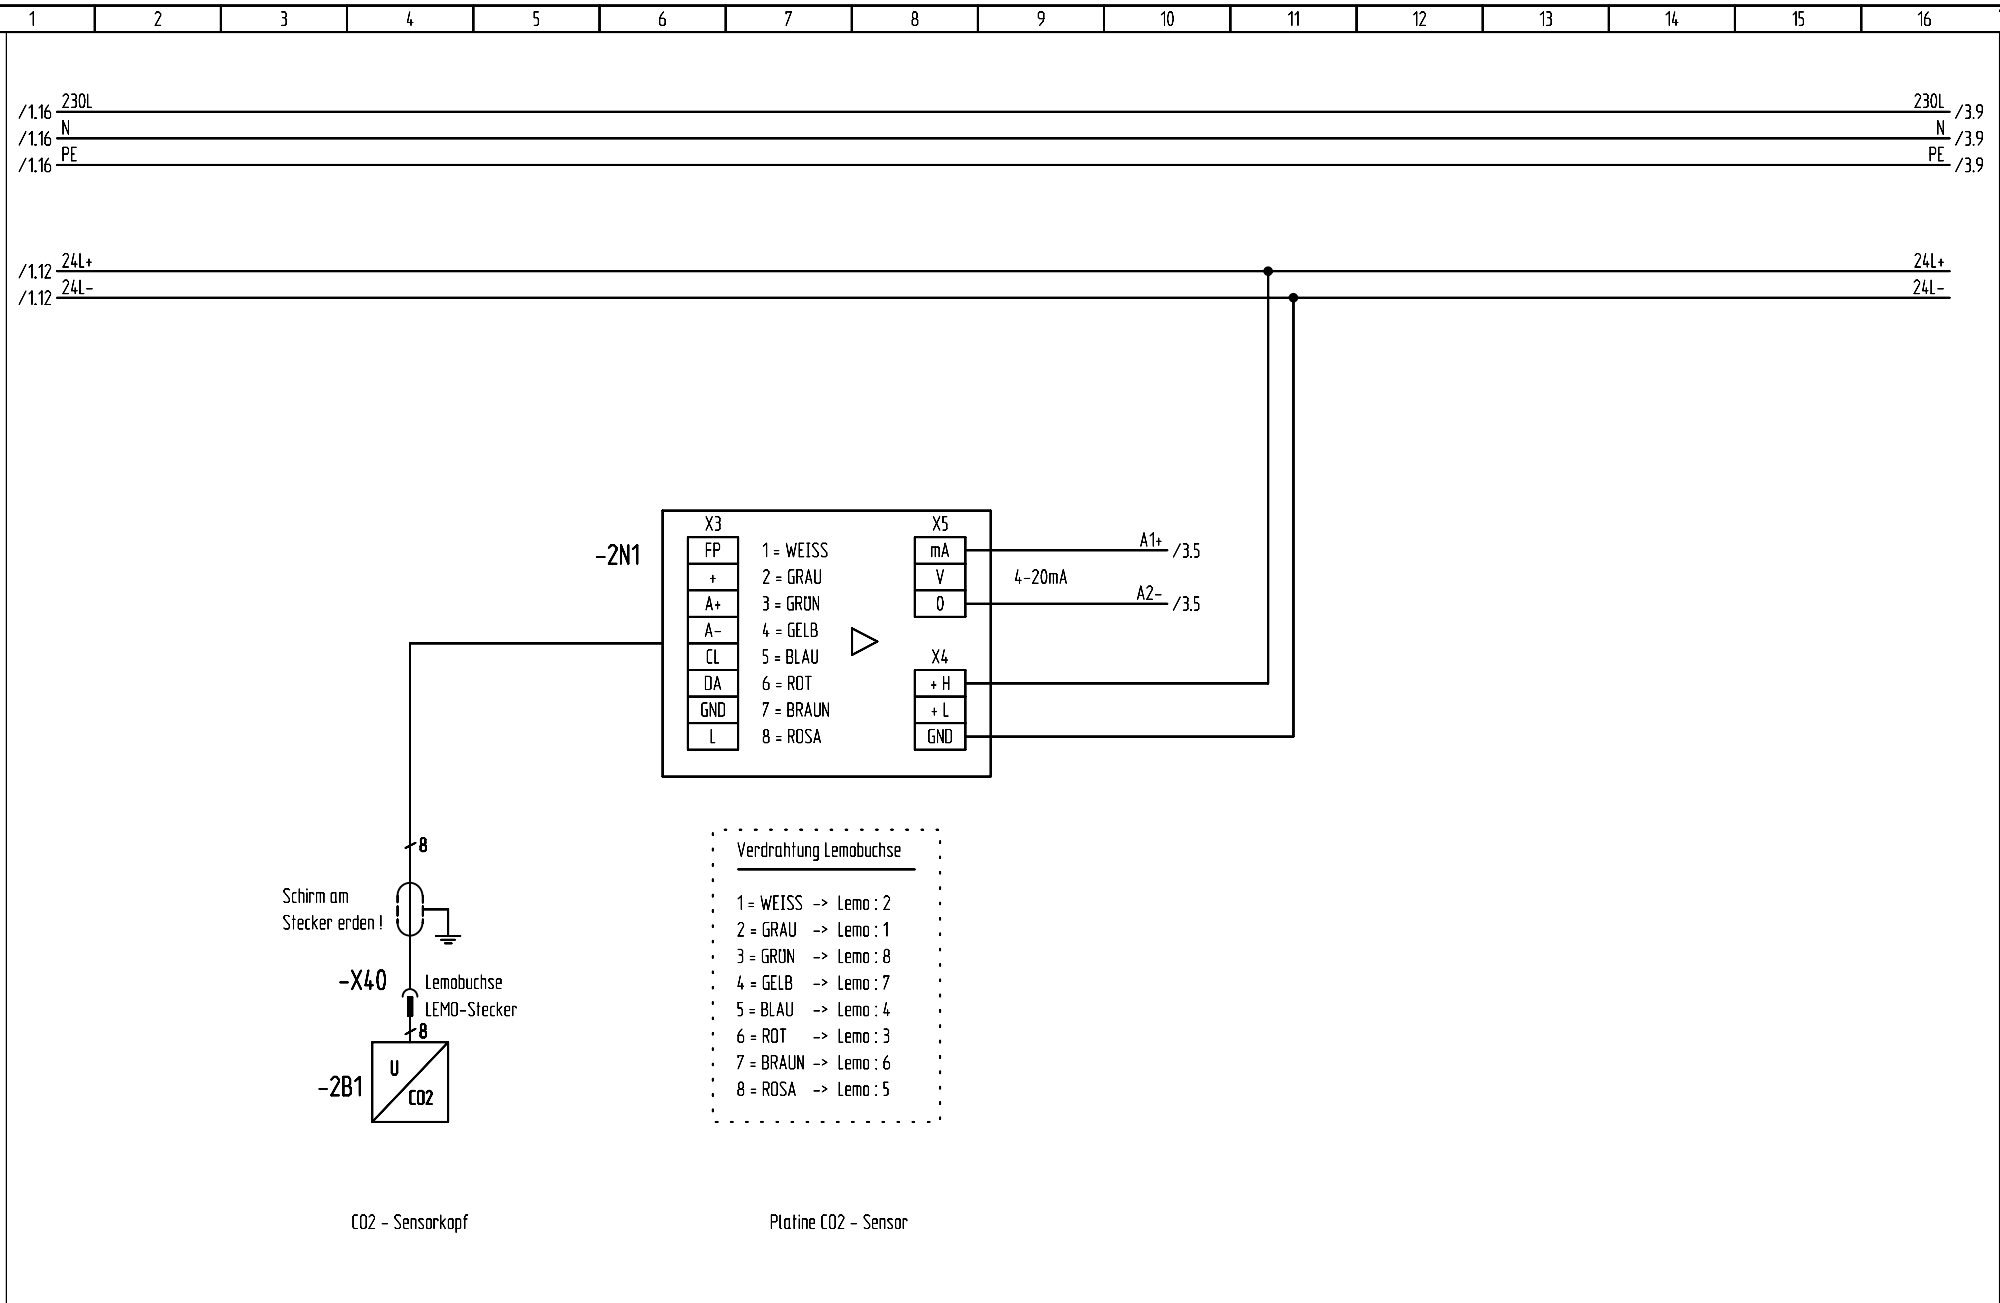 1 2 3 4 5 6 7 8 9 10 11 12 13 14 15 16
230L 230L
/1.16 /3.9
N N
/1.16 /3.9
PE PE
/1.16 /3.9
24L+ 24L+
/1.12
24L- 24L-
/1.12
-2N1
X3 X5
FP 1 = WEISS mA A1+ /3.5
+ 2 = GRAU V 4-20mA
A+ 3 = GRÜN 0 A2- /3.5
A- 4 = GELB
CL 5 = BLAU X4
DA 6 = ROT + H
GND 7 = BRAUN + L
L 8 = ROSA GND
8
Schirm am
Stecker erden !
-X40 Lemobuchse
LEMO-Stecker
8
-2B1 U
CO2
Verdrahtung Lemobuchse
1 = WEISS -> Lemo : 2
2 = GRAU -> Lemo : 1
3 = GRÜN -> Lemo : 8
4 = GELB -> Lemo : 7
5 = BLAU -> Lemo : 4
6 = ROT -> Lemo : 3
7 = BRAUN -> Lemo : 6
8 = ROSA -> Lemo : 5
CO2 - Sensorkopf Platine CO2 - Sensor